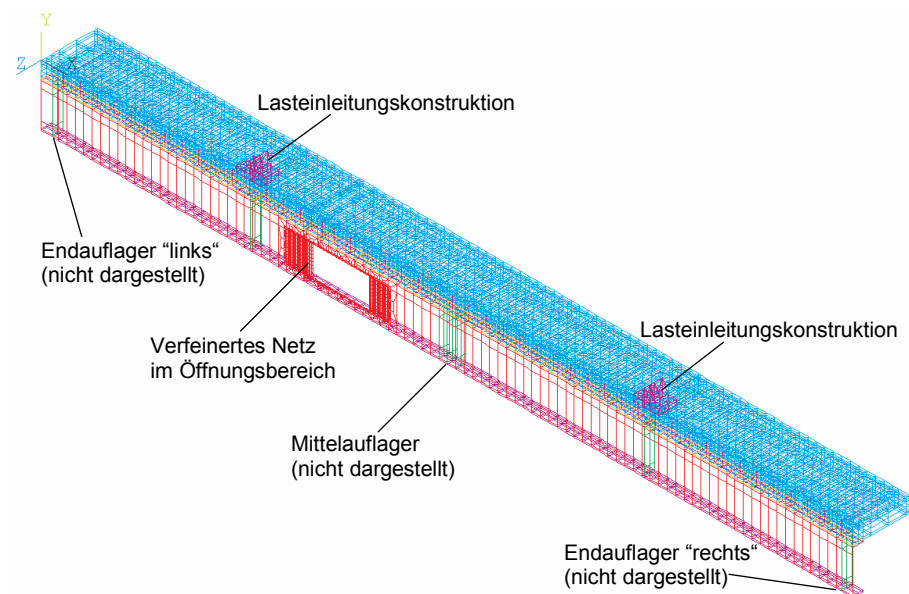 Y
Z
X
Lasteinleitungskonstruktion
Endauflager “links“
(nicht dargestellt)
Verfeinertes Netz
im Öffnungsbereich
Lasteinleitungskonstruktion
Mittelauflager
(nicht dargestellt)
Endauflager “rechts“
(nicht dargestellt)